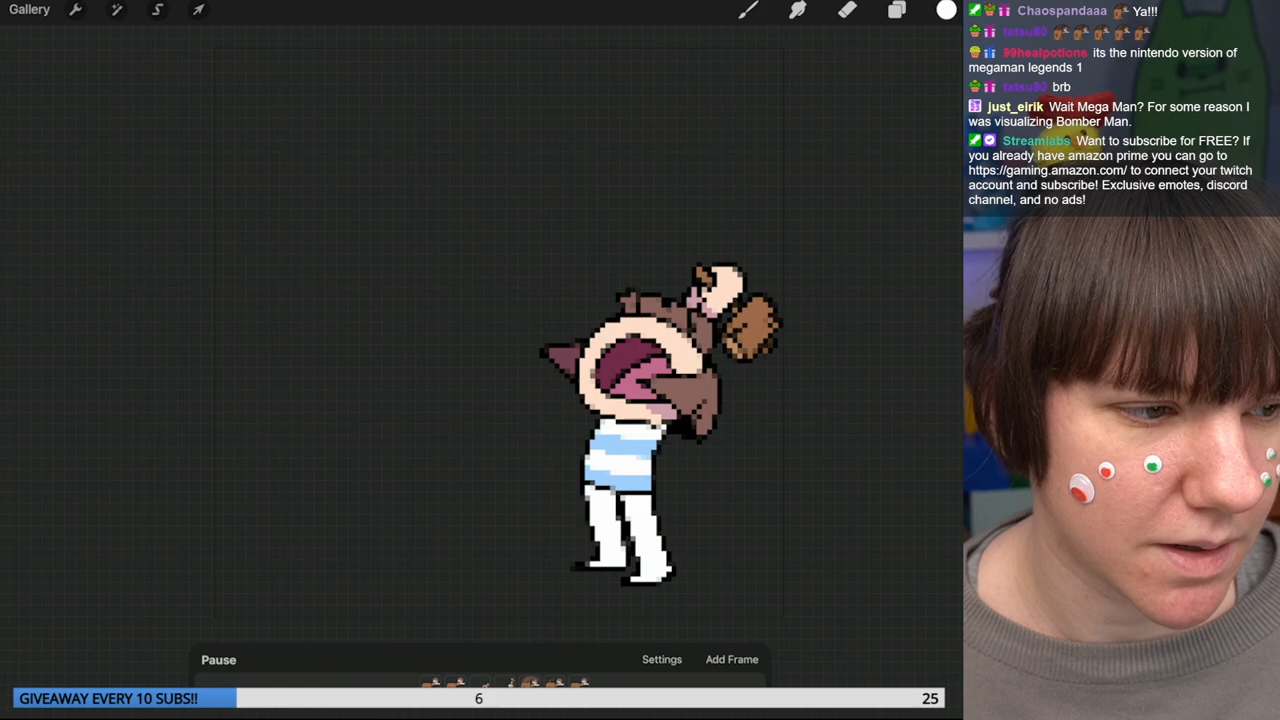 Gallery
Chaospandaaa Ya!!!
tatsu80
99healpotions its the nintendo version of
megaman legends 1
tatsu80 brb
just_eirik Wait Mega Man? For some reason I
was visualizing Bomber Man.
Streamlabs Want to subscribe for FREE? If
you already have amazon prime you can go to
https://gaming.amazon.com/ to connect your twitch
account and subscribe! Exclusive emotes, discord
channel, and no ads!
Pause Settings Add Frame
GIVEAWAY EVERY 10 SUBS!! 6 25